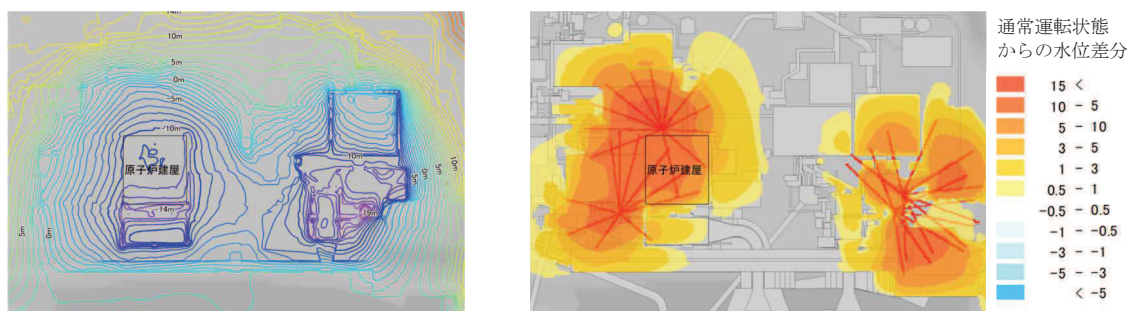 14m
10m
10m
5m
0m
-5m
-10m
原子炉建屋
-14m
10m
10m
5m
0m
-5m
5m
0m
原子炉建屋
通常運転状態
からの水位差分
15 <
10 - 5
5 - 10
3 - 5
1 - 3
0.5 - 1
-0.5 - 0.5
-1 - -0.5
-3 - -1
-5 - -3
< -5